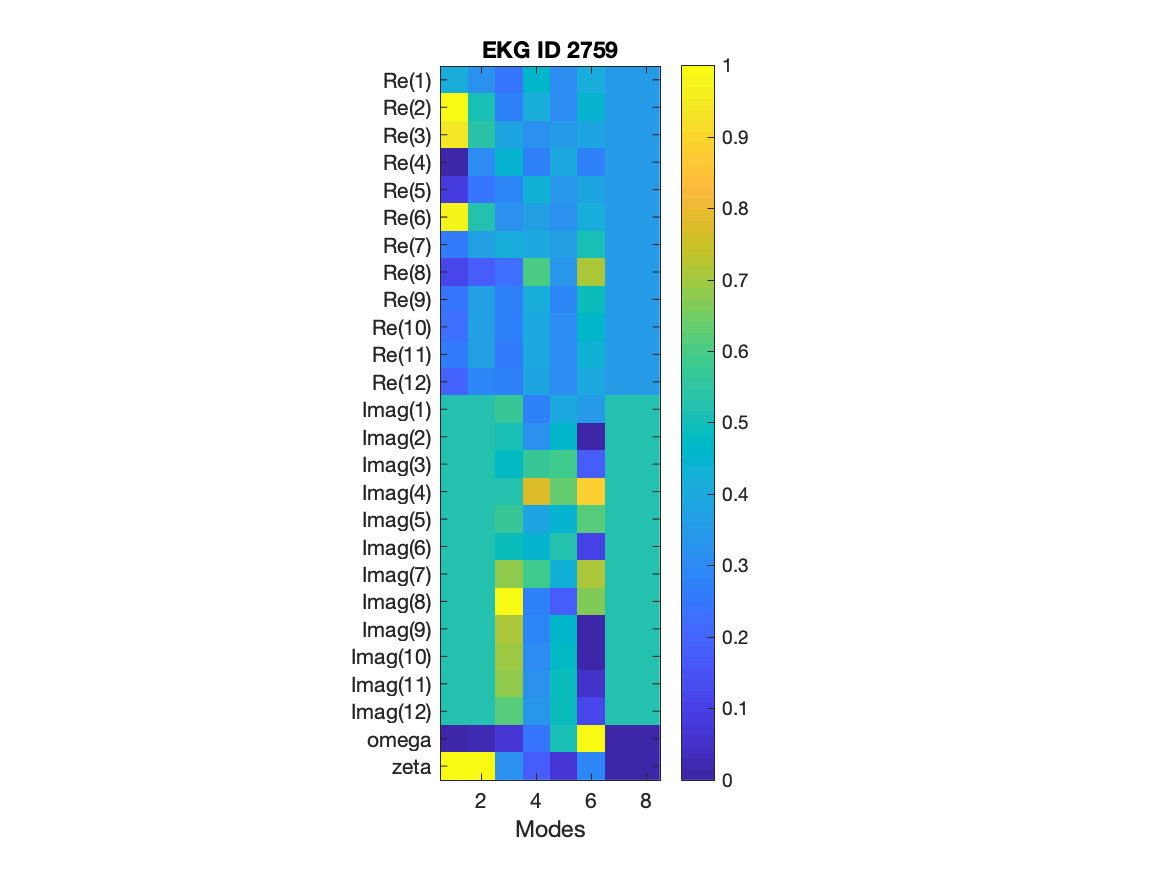 EKG ID 2759
Re(1)
Re(2)
Re(3)
Re(4)
Re(5)
Re(6)
Re(7)
Re(8)
Re(9)
Re(10)
Re(11)
Re(12)
Imag(1)
Imag(2)
Imag(3)
Imag(4)
Imag(5)
Imag(6)
Imag(7)
Imag(8)
Imag(9)
Imag(10)
Imag(11)
Imag(12)
omega
zeta
2 4 6 8
Modes
1
0.9
0.8
0.7
0.6
0.5
0.4
0.3
0.2
0.1
0